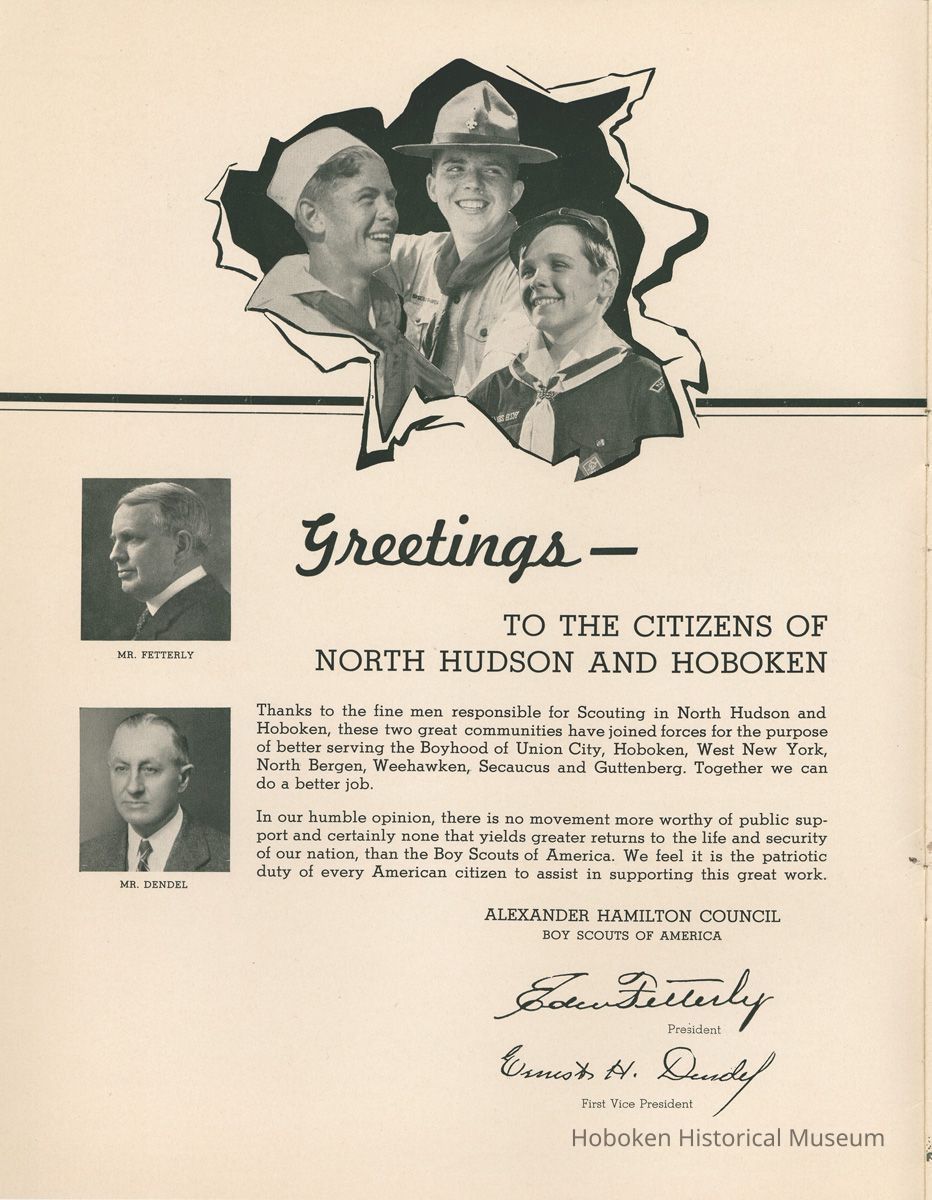 Greetings—
TO THE CITIZENS OF
NORTH HUDSON AND HOBOKEN
MR. FETTERLY
MR. DENDEL
Thanks to the fine men responsible for Scouting in North Hudson and
Hoboken, these two great communities have joined forces for the purpose
of better serving the Boyhood of Union City, Hoboken, West New York,
North Bergen, Weehawken, Secaucus and Guttenberg. Together we can
do a better job.
In our humble opinion, there is no movement more worthy of public sup-
port and certainly none that yields greater returns to the life and security
of our nation, than the Boy Scouts of America. We feel it is the patriotic
duty of every American citizen to assist in supporting this great work.
ALEXANDER HAMILTON COUNCIL
BOY SCOUTS OF AMERICA
Fetterly
President
Ernest H. Dendel
First Vice President
Hoboken Historical Museum